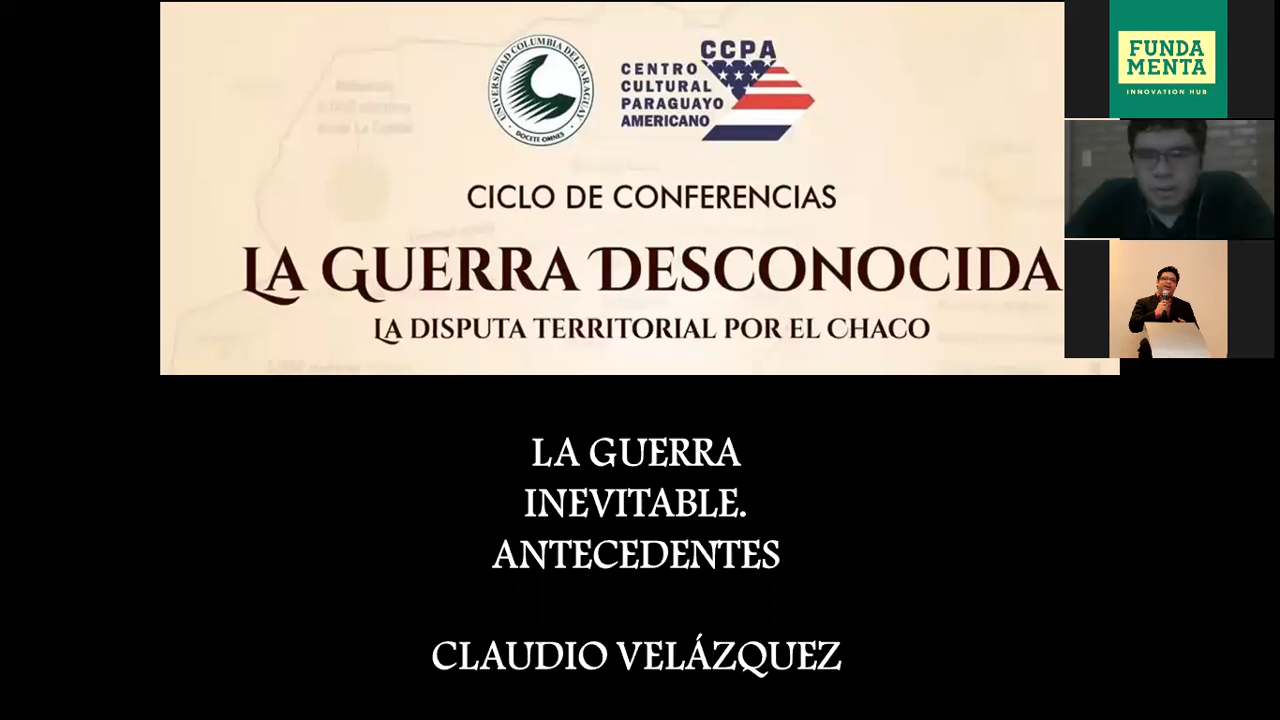 UNIVERSIDAD COLUMBIA DEL PARAGUAY
DOCETE OMNES
CCPA
CENTRO
CULTURAL
PARAGUAYO
AMERICANO
CICLO DE CONFERENCIAS
LA GUERRA DESCONOCIDA
LA DISPUTA TERRITORIAL POR EL CHACO
FUNDA
MENTA
INNOVATION HUB
LA GUERRA
INEVITABLE.
ANTECEDENTES
CLAUDIO VELÁZQUEZ